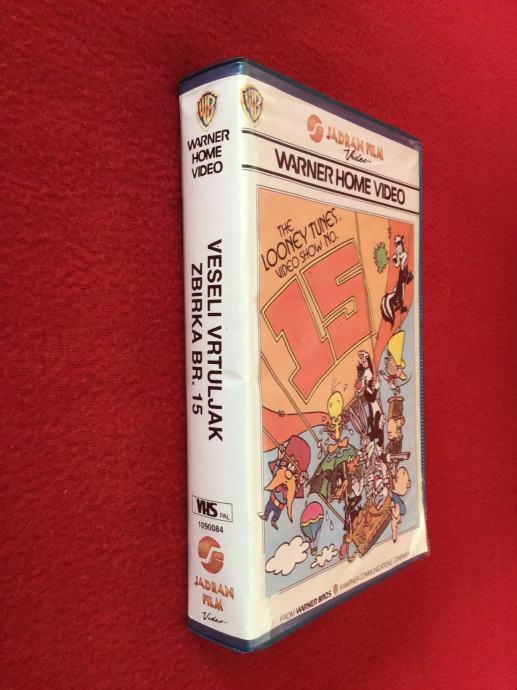 WB
WARNER
HOME
VIDEO
VESELI VRTULJAK
ZBIRKA BR. 15
VHS PAL
1090084
JADRAN
FILM
Video
WB
JADRAN FILM
Video
WARNER HOME VIDEO
THE
LOONEY TUNES
VIDEO SHOW NO.
15
FROM WARNER BROS A WARNER COMMUNICATIONS COMPANY